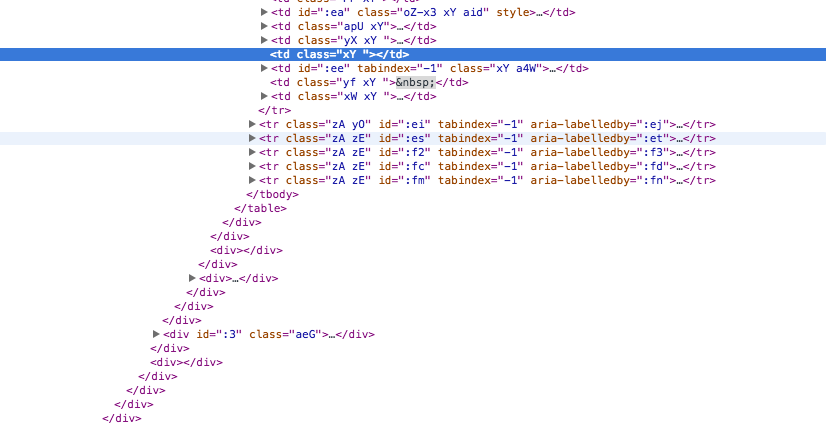 ▶<td id=":ea" class="oZ-x3 xY aid" style>…</td>
▶<td class="apU xY">…</td>
▶<td class="yX xY">…</td>
<td class="xY "></td>
▶<td id=":ee" tabindex="-1" class="xY a4W">…</td>
<td class="yf xY ">&nbsp;</td>
▶<td class="xW xY ">…</td>
</tr>
▶<tr class="zA yO" id=":ei" tabindex="-1" aria-labelledby=":ej">…</tr>
▶<tr class="zA zE" id=":es" tabindex="-1" aria-labelledby=":et">…</tr>
▶<tr class="zA zE" id=":f2" tabindex="-1" aria-labelledby=":f3">…</tr>
▶<tr class="zA zE" id=":fc" tabindex="-1" aria-labelledby=":fd">…</tr>
▶<tr class="zA zE" id=":fm" tabindex="-1" aria-labelledby=":fn">…</tr>
</tbody>
</table>
</div>
</div>
<div></div>
</div>
▶<div>…</div>
</div>
</div>
</div>
▶<div id=":3" class="aeG">…</div>
</div>
<div></div>
</div>
</div>
</div>
</div>